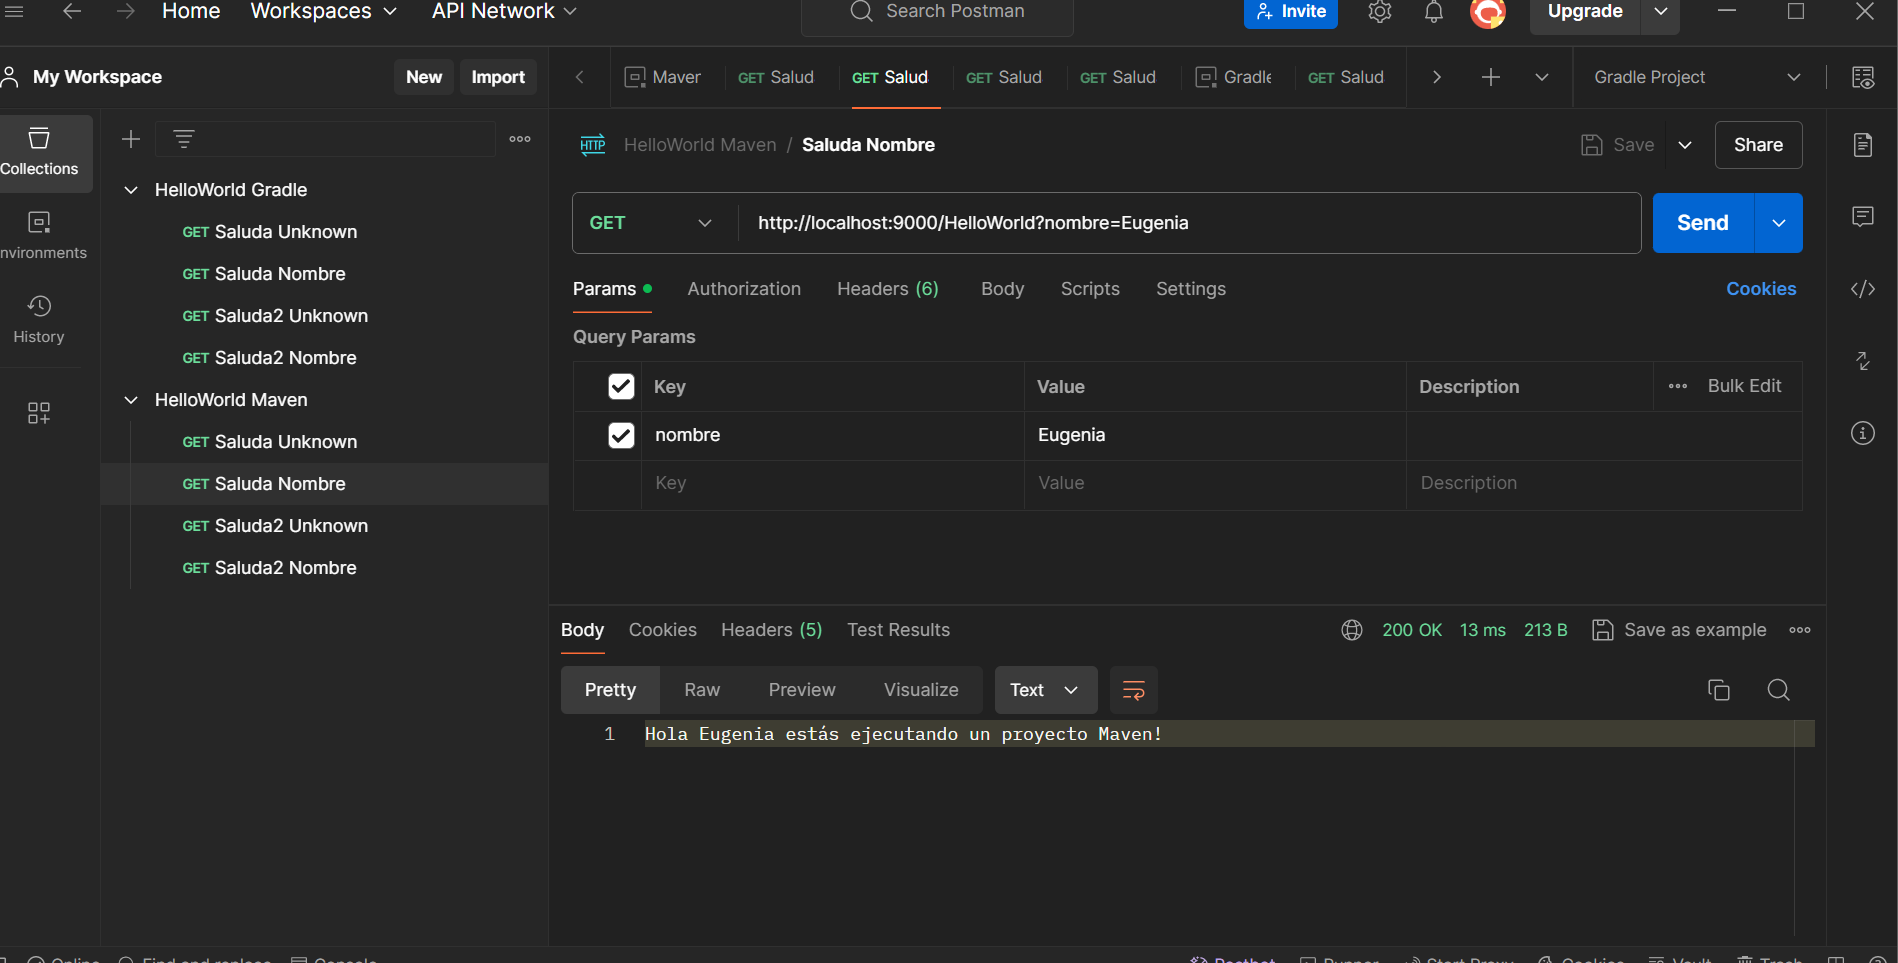 Home Workspaces API Network Search Postman Invite Upgrade
My Workspace New Import
Maver GET Salud GET Salud GET Salud GET Salud Gradle GET Salud Gradle Project
Collections
nvironments
History
HelloWorld Gradle
GET Saluda Unknown
GET Saluda Nombre
GET Saluda2 Unknown
GET Saluda2 Nombre
HelloWorld Maven
GET Saluda Unknown
GET Saluda Nombre
GET Saluda2 Unknown
GET Saluda2 Nombre
HTTP HelloWorld Maven / Saluda Nombre Save Share
GET http://localhost:9000/HelloWorld?nombre=Eugenia Send
Params Authorization Headers (6) Body Scripts Settings Cookies
Query Params
Key Value Description Bulk Edit
nombre Eugenia
Key Value Description
Body Cookies Headers (5) Test Results 200 OK 13 ms 213 B Save as example
Pretty Raw Preview Visualize Text
1 Hola Eugenia estás ejecutando un proyecto Maven!
Online Find and replace Console Postbot Runner Start Proxy Cookies Vault Trash